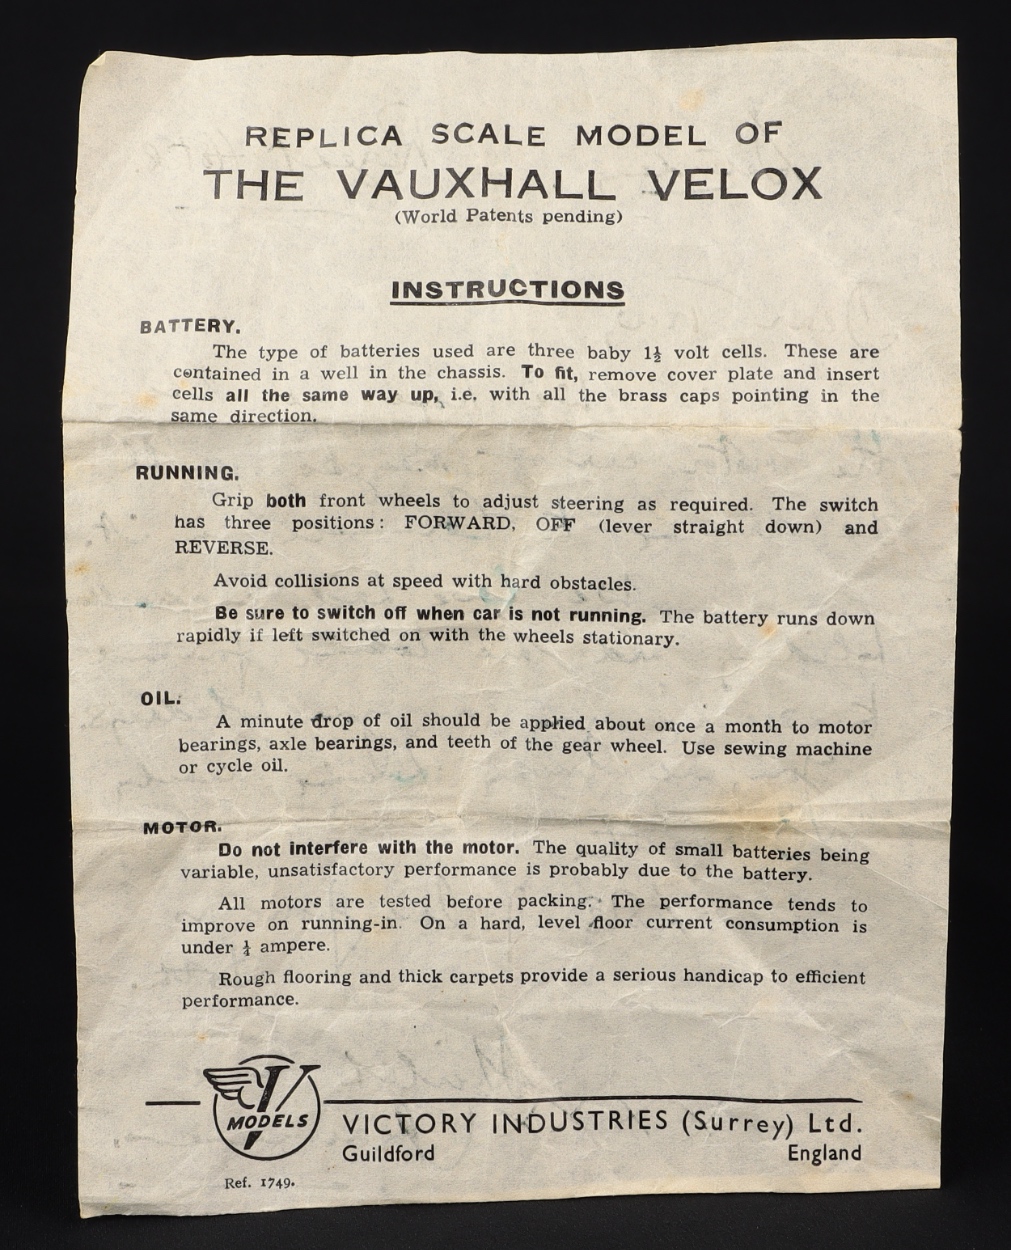 REPLICA SCALE MODEL OF
THE VAUXHALL VELOX
(World Patents pending)
INSTRUCTIONS
BATTERY.
The type of batteries used are three baby 1½ volt cells. These are
contained in a well in the chassis. To fit, remove cover plate and insert
cells all the same way up, i.e. with all the brass caps pointing in the
same direction.
RUNNING.
Grip both front wheels to adjust steering as required. The switch
has three positions: FORWARD, OFF (lever straight down) and
REVERSE.
Avoid collisions at speed with hard obstacles.
Be sure to switch off when car is not running. The battery runs down
rapidly if left switched on with the wheels stationary.
OIL.
A minute drop of oil should be applied about once a month to motor
bearings, axle bearings, and teeth of the gear wheel. Use sewing machine
or cycle oil.
MOTOR.
Do not interfere with the motor. The quality of small batteries being
variable, unsatisfactory performance is probably due to the battery.
All motors are tested before packing. The performance tends to
improve on running-in. On a hard, level floor current consumption is
under ¼ ampere.
Rough flooring and thick carpets provide a serious handicap to efficient
performance.
V
MODELS
VICTORY INDUSTRIES (Surrey) Ltd.
Guildford England
Ref. 1749.